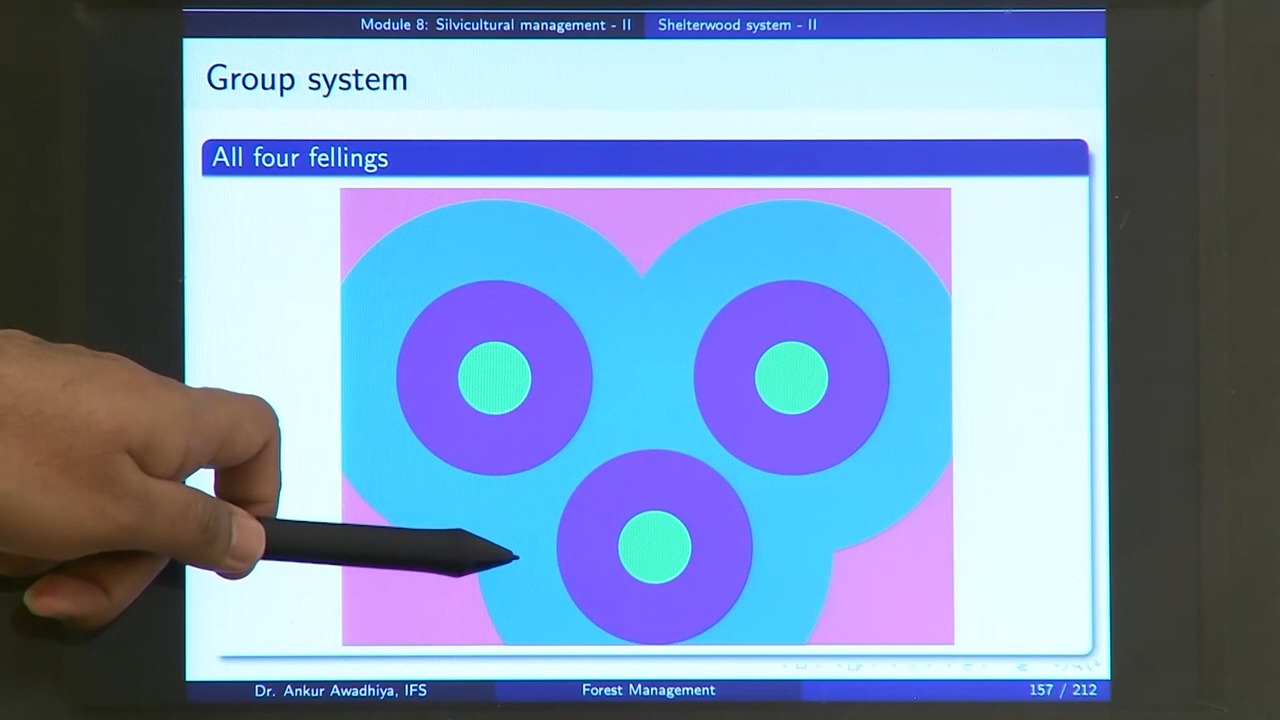 Module 8: Silvicultural management - II Shelterwood system - II
Group system
All four fellings
Dr. Ankur Awadhiya, IFS Forest Management 157 / 212